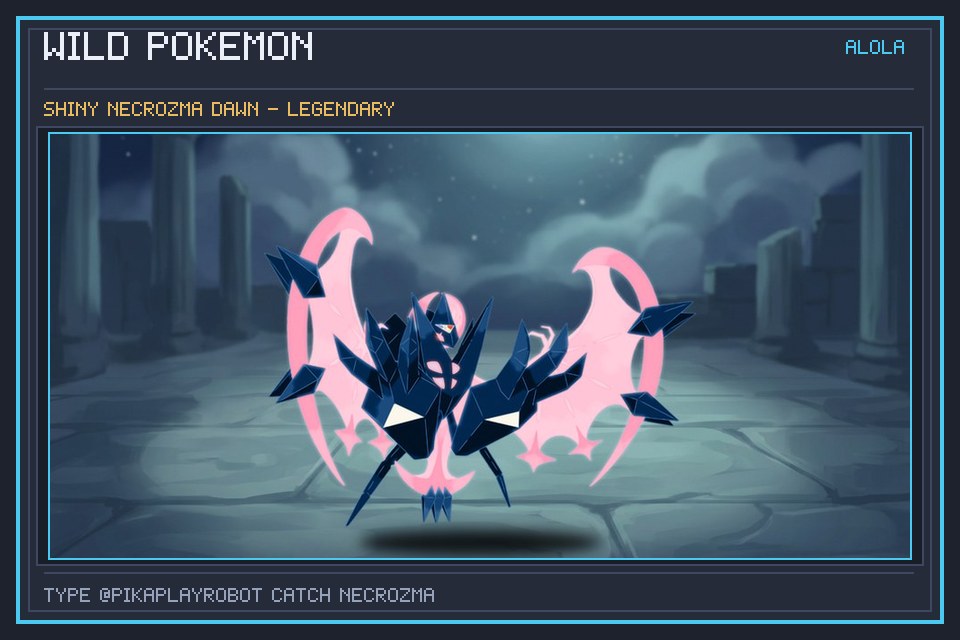 WILD POKEMON
ALOLA
SHINY NECROZMA DAWN - LEGENDARY
TYPE @PIKAPLAYROBOT CATCH NECROZMA